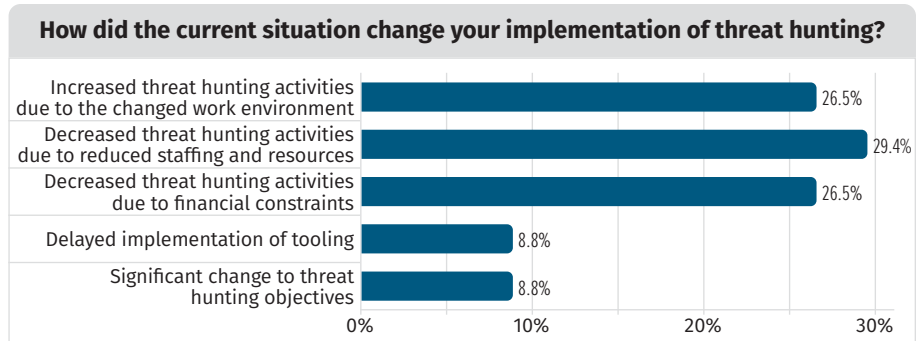 How did the current situation change your implementation of threat hunting?
Increased threat hunting activities
due to the changed work environment
26.5%
Decreased threat hunting activities
due to reduced staffing and resources
29.4%
Decreased threat hunting activities
due to financial constraints
26.5%
Delayed implementation of tooling
8.8%
Significant change to threat
hunting objectives
8.8%
0%
10%
20%
30%